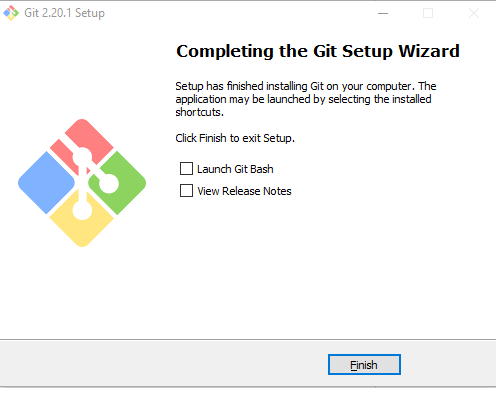 Git 2.20.1 Setup
Completing the Git Setup Wizard
Setup has finished installing Git on your computer. The
application may be launched by selecting the installed
shortcuts.
Click Finish to exit Setup.
Launch Git Bash
View Release Notes
Finish